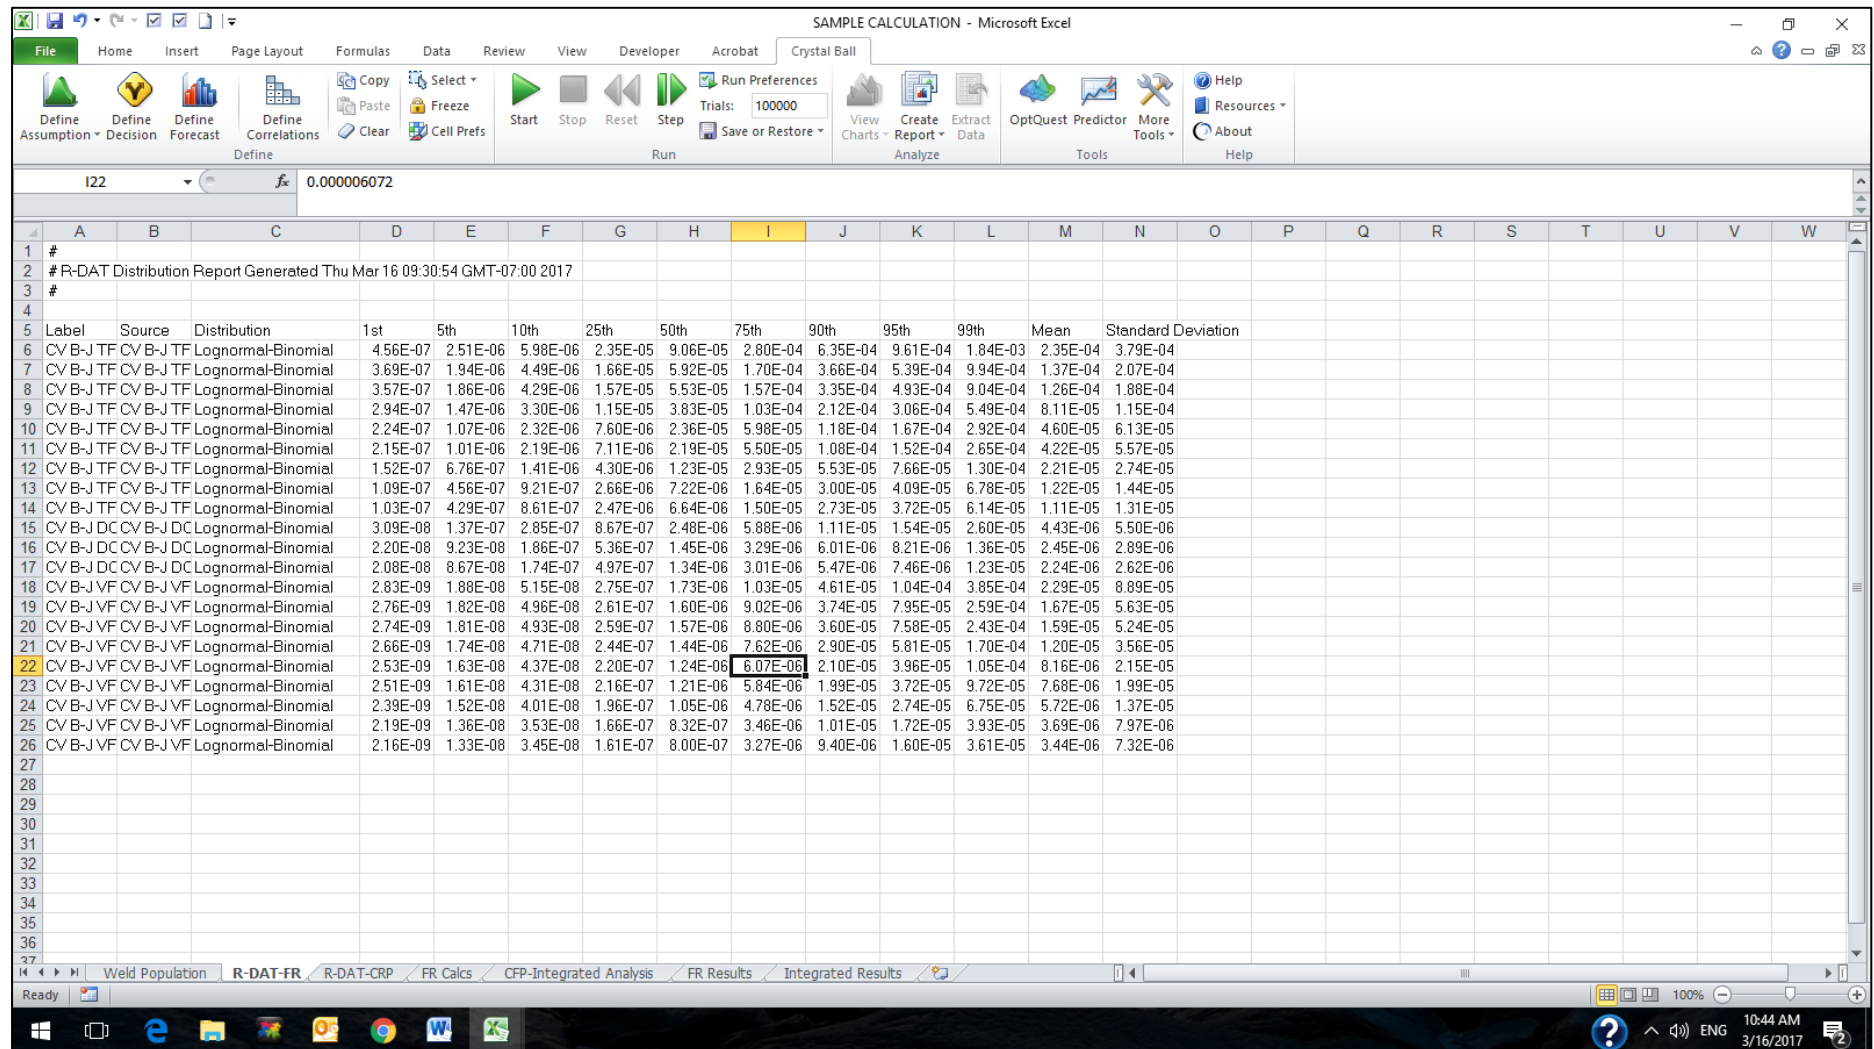 SAMPLE CALCULATION - Microsoft Excel
File Home Insert Page Layout Formulas Data Review View Developer Acrobat Crystal Ball
Define Assumption Define Decision Define Forecast Define Correlations Copy Paste Clear Select Freeze Cell Prefs Start Stop Reset Step Run Preferences Trials: 100000 Save or Restore View Charts Create Report Extract Data OptQuest Predictor More Tools Help Resources About
Define Run Analyze Tools Help
I22 fx 0.000006072
A B C D E F G H I J K L M N O P Q R S T U V W
1 #
2 # R-DAT Distribution Report Generated Thu Mar 16 09:30:54 GMT-07:00 2017
3 #
4
5 Label Source Distribution 1st 5th 10th 25th 50th 75th 90th 95th 99th Mean Standard Deviation
6 CV B-J TF CV B-J TF Lognormal-Binomial 4.56E-07 2.51E-06 5.98E-06 2.35E-05 9.06E-05 2.80E-04 6.35E-04 9.61E-04 1.84E-03 2.35E-04 3.79E-04
7 CV B-J TF CV B-J TF Lognormal-Binomial 3.69E-07 1.94E-06 4.49E-06 1.66E-05 5.92E-05 1.70E-04 3.66E-04 5.39E-04 9.94E-04 1.37E-04 2.07E-04
8 CV B-J TF CV B-J TF Lognormal-Binomial 3.57E-07 1.86E-06 4.29E-06 1.57E-05 5.53E-05 1.57E-04 3.35E-04 4.93E-04 9.04E-04 1.26E-04 1.88E-04
9 CV B-J TF CV B-J TF Lognormal-Binomial 2.94E-07 1.47E-06 3.30E-06 1.15E-05 3.83E-05 1.03E-04 2.12E-04 3.06E-04 5.49E-04 8.11E-05 1.15E-04
10 CV B-J TF CV B-J TF Lognormal-Binomial 2.24E-07 1.07E-06 2.32E-06 7.60E-06 2.36E-05 5.98E-05 1.18E-04 1.67E-04 2.92E-04 4.60E-05 6.13E-05
11 CV B-J TF CV B-J TF Lognormal-Binomial 2.15E-07 1.01E-06 2.19E-06 7.11E-06 2.19E-05 5.50E-05 1.08E-04 1.52E-04 2.65E-04 4.22E-05 5.57E-05
12 CV B-J TF CV B-J TF Lognormal-Binomial 1.52E-07 6.76E-07 1.41E-06 4.30E-06 1.23E-05 2.93E-05 5.53E-05 7.66E-05 1.30E-04 2.21E-05 2.74E-05
13 CV B-J TF CV B-J TF Lognormal-Binomial 1.09E-07 4.56E-07 9.21E-07 2.66E-06 7.22E-06 1.64E-05 3.00E-05 4.09E-05 6.78E-05 1.22E-05 1.44E-05
14 CV B-J TF CV B-J TF Lognormal-Binomial 1.03E-07 4.29E-07 8.61E-07 2.47E-06 6.64E-06 1.50E-05 2.73E-05 3.72E-05 6.14E-05 1.11E-05 1.31E-05
15 CV B-J DC CV B-J DC Lognormal-Binomial 3.09E-08 1.37E-07 2.85E-07 8.67E-07 2.48E-06 5.88E-06 1.11E-05 1.54E-05 2.60E-05 4.43E-06 5.50E-06
16 CV B-J DC CV B-J DC Lognormal-Binomial 2.20E-08 9.23E-08 1.86E-07 5.36E-07 1.45E-06 3.29E-06 6.01E-06 8.21E-06 1.36E-05 2.45E-06 2.89E-06
17 CV B-J DC CV B-J DC Lognormal-Binomial 2.08E-08 8.67E-08 1.74E-07 4.97E-07 1.34E-06 3.01E-06 5.47E-06 7.46E-06 1.23E-05 2.24E-06 2.62E-06
18 CV B-J VF CV B-J VF Lognormal-Binomial 2.83E-09 1.88E-08 5.15E-08 2.75E-07 1.73E-06 1.03E-05 4.61E-05 1.04E-04 3.85E-04 2.29E-05 8.89E-05
19 CV B-J VF CV B-J VF Lognormal-Binomial 2.76E-09 1.82E-08 4.96E-08 2.61E-07 1.60E-06 9.02E-06 3.74E-05 7.95E-05 2.59E-04 1.67E-05 5.63E-05
20 CV B-J VF CV B-J VF Lognormal-Binomial 2.74E-09 1.81E-08 4.93E-08 2.59E-07 1.57E-06 8.80E-06 3.60E-05 7.58E-05 2.43E-04 1.59E-05 5.24E-05
21 CV B-J VF CV B-J VF Lognormal-Binomial 2.66E-09 1.74E-08 4.71E-08 2.44E-07 1.44E-06 7.62E-06 2.90E-05 5.81E-05 1.70E-04 1.20E-05 3.56E-05
22 CV B-J VF CV B-J VF Lognormal-Binomial 2.53E-09 1.63E-08 4.37E-08 2.20E-07 1.24E-06 6.07E-06 2.10E-05 3.96E-05 1.05E-04 8.16E-06 2.15E-05
23 CV B-J VF CV B-J VF Lognormal-Binomial 2.51E-09 1.61E-08 4.31E-08 2.16E-07 1.21E-06 5.84E-06 1.99E-05 3.72E-05 9.72E-05 7.68E-06 1.99E-05
24 CV B-J VF CV B-J VF Lognormal-Binomial 2.39E-09 1.52E-08 4.01E-08 1.96E-07 1.05E-06 4.78E-06 1.52E-05 2.74E-05 6.75E-05 5.72E-06 1.37E-05
25 CV B-J VF CV B-J VF Lognormal-Binomial 2.19E-09 1.36E-08 3.53E-08 1.66E-07 8.32E-07 3.46E-06 1.01E-05 1.72E-05 3.93E-05 3.69E-06 7.97E-06
26 CV B-J VF CV B-J VF Lognormal-Binomial 2.16E-09 1.33E-08 3.45E-08 1.61E-07 8.00E-07 3.27E-06 9.40E-06 1.60E-05 3.61E-05 3.44E-06 7.32E-06
27
28
29
30
31
32
33
34
35
36
37
Weld Population R-DAT-FR R-DAT-CRP FR Calcs CFP-Integrated Analysis FR Results Integrated Results
Ready 100%
ENG 10:44 AM
3/16/2017 2